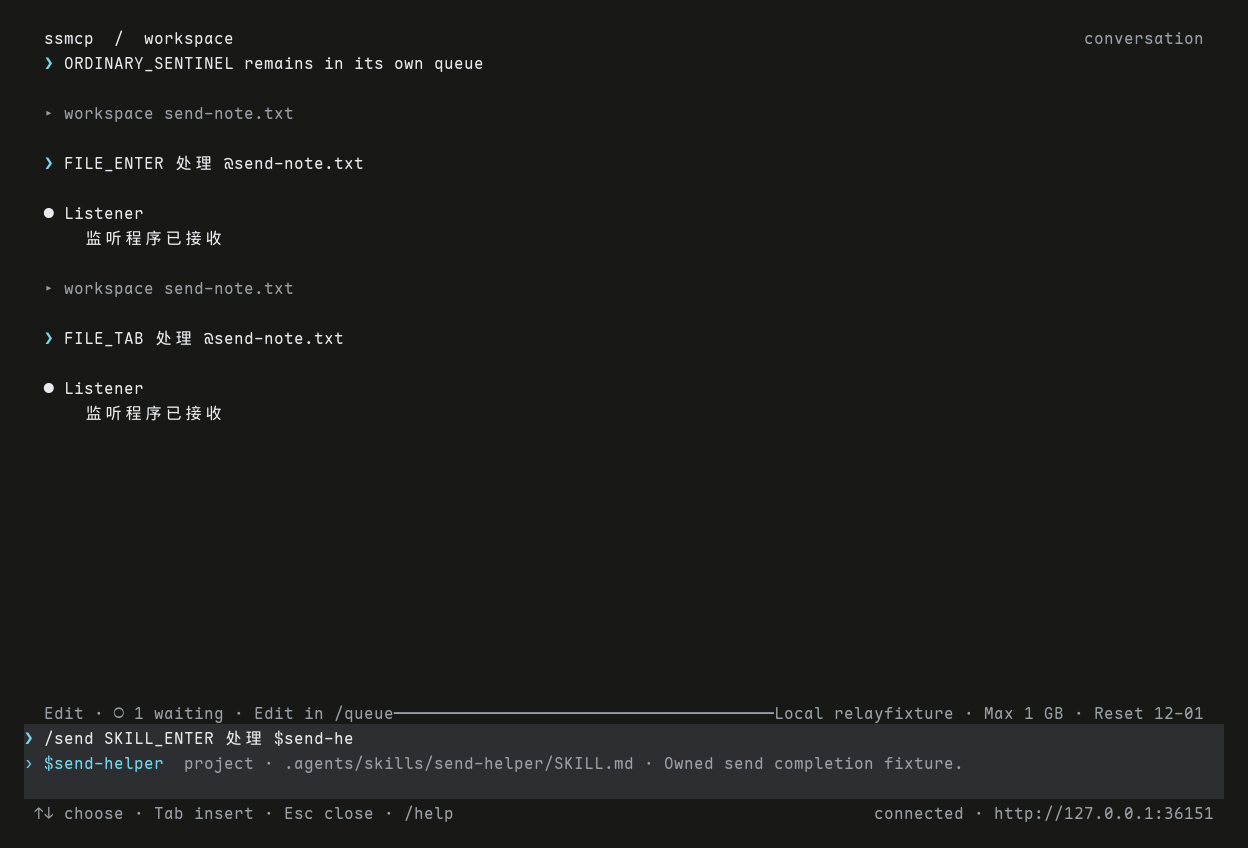 ssmcp / workspace conversation
❯ ORDINARY_SENTINEL remains in its own queue
▸ workspace send-note.txt
❯ FILE_ENTER 处理 @send-note.txt
● Listener
监听程序已接收
▸ workspace send-note.txt
❯ FILE_TAB 处理 @send-note.txt
● Listener
监听程序已接收
Edit · ○ 1 waiting · Edit in /queue Local relayfixture · Max 1 GB · Reset 12-01
❯ /send SKILL_ENTER 处理 $send-he
› $send-helper project · .agents/skills/send-helper/SKILL.md · Owned send completion fixture.
↑↓ choose · Tab insert · Esc close · /help connected · http://127.0.0.1:36151